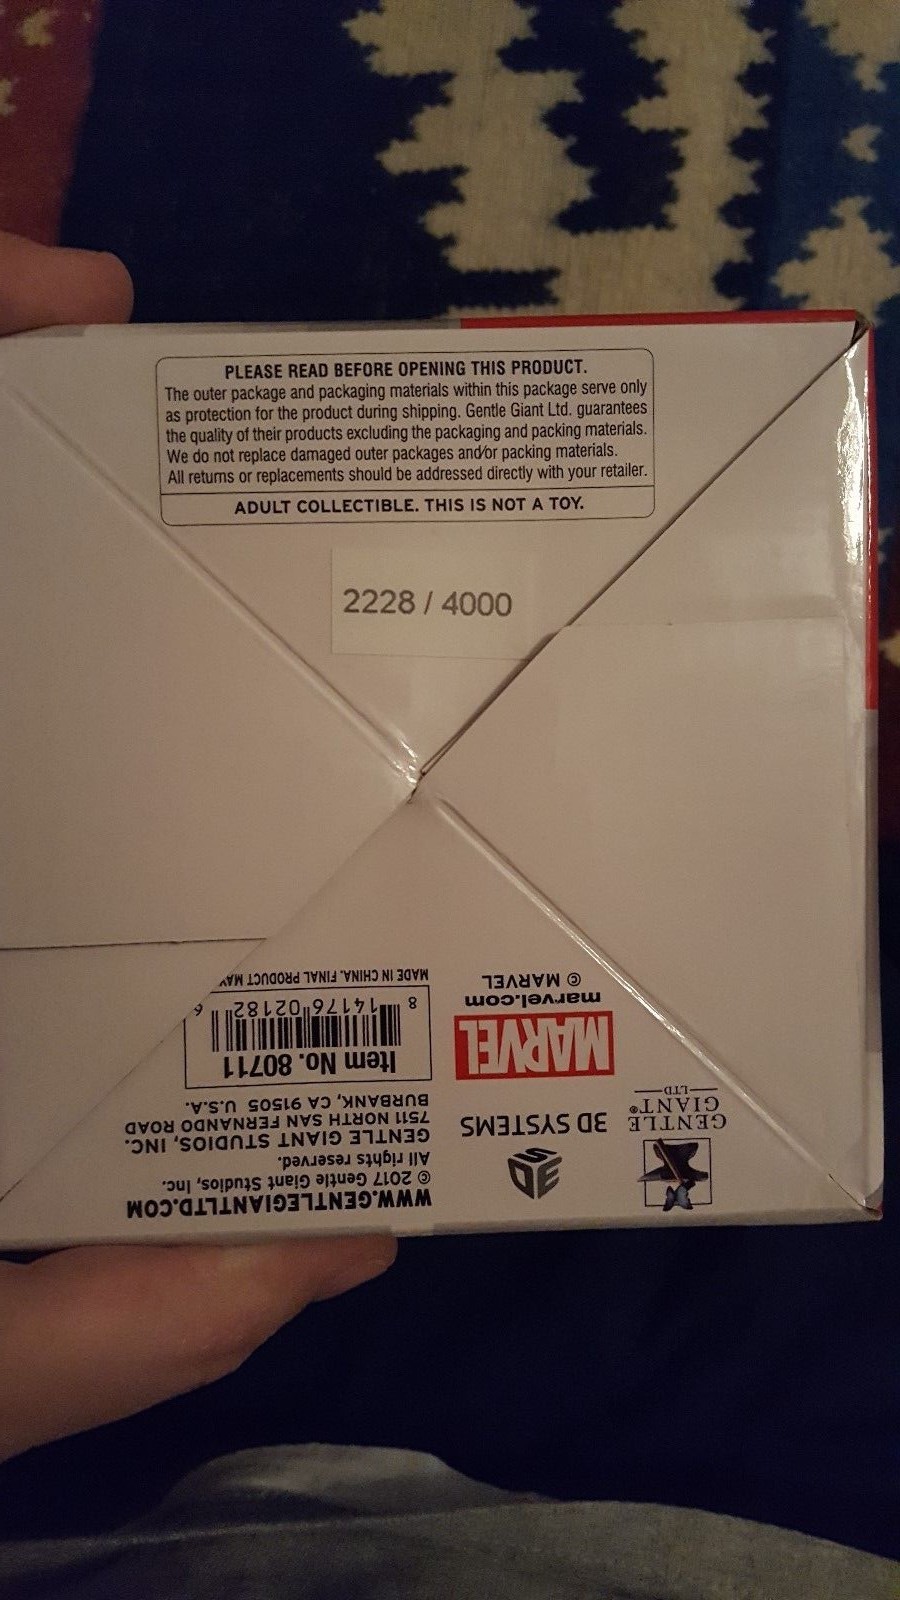 PLEASE READ BEFORE OPENING THIS PRODUCT.
The outer package and packaging materials within this package serve only
as protection for the product during shipping. Gentle Giant Ltd. guarantees
the quality of their products excluding the packaging and packing materials.
We do not replace damaged outer packages and/or packing materials.
All returns or replacements should be addressed directly with your retailer.
ADULT COLLECTIBLE. THIS IS NOT A TOY.
2228 / 4000
WWW.GENTLEGIANTLTD.COM
© 2017 Gentle Giant Studios, Inc.
All rights reserved.
GENTLE GIANT STUDIOS, INC.
7511 NORTH SAN FERNANDO ROAD
BURBANK, CA 91505 U.S.A.
Item No. 80711
8 14176 02182 6
MADE IN CHINA. FINAL PRODUCT MAY
3DS
3D SYSTEMS
MARVEL
marvel.com
© MARVEL
GENTLE
GIANT®
LTD